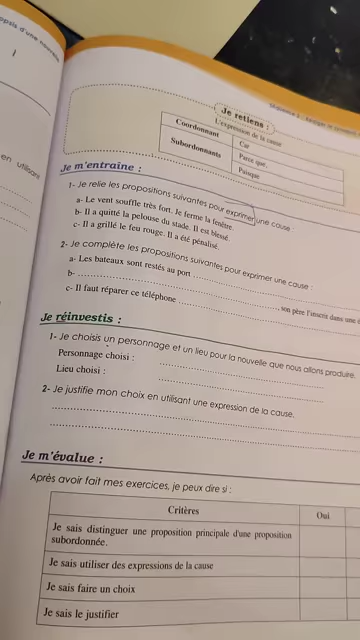 opsis d'une nouvelle
en utilisant
Séquence
Je retiens :
L'expression de la cause
Coordonnant
Car
Subordonnants
Parce que,
Puisque
Je m'entraine :
1- Je relie les propositions suivantes pour exprimer une cause :
a- Le vent souffle très fort. Je ferme la fenêtre.
b- Il a quitté la pelouse du stade. Il est blessé.
c- Il a grillé le feu rouge. Il a été pénalisé.
2- Je complète les propositions suivantes pour exprimer une cause :
a- Les bateaux sont restés au port
b- , son père l'inscrit dans une
c- Il faut réparer ce téléphone
Je réinvestis :
1- Je choisis un personnage et un lieu pour la nouvelle que nous allons produire.
Personnage choisi :
Lieu choisi :
2- Je justifie mon choix en utilisant une expression de la cause.
Je m'évalue :
Après avoir fait mes exercices, je peux dire si :
Critères
Oui
Je sais distinguer une proposition principale d'une proposition
subordonnée.
Je sais utiliser des expressions de la cause
Je sais faire un choix
Je sais le justifier